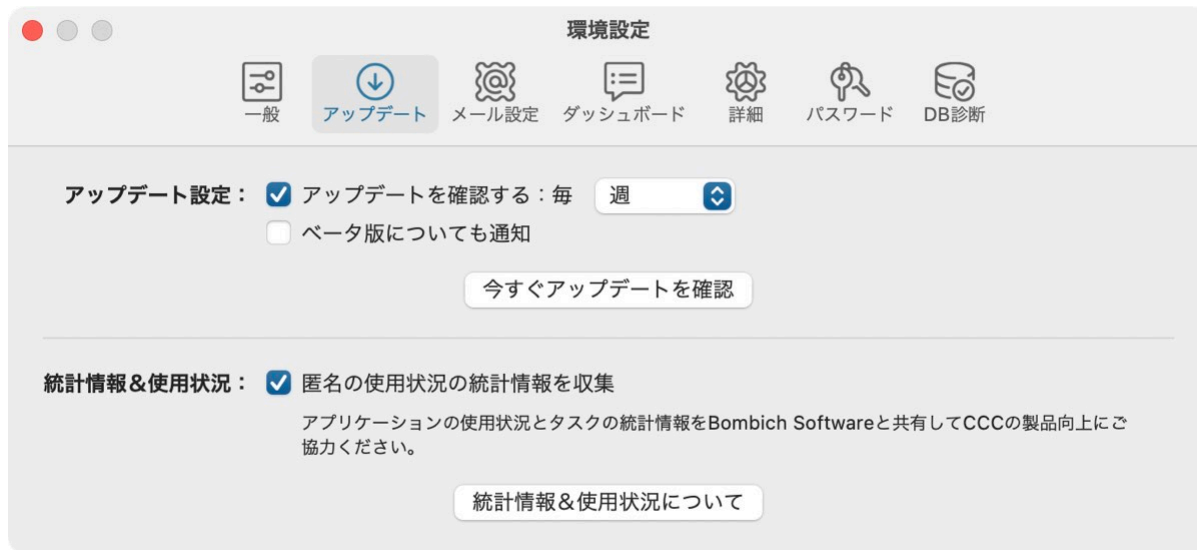 環境設定
一般 アップデート メール設定 ダッシュボード 詳細 パスワード DB診断
アップデート設定： アップデートを確認する：毎 週
ベータ版についても通知
今すぐアップデートを確認
統計情報＆使用状況： 匿名の使用状況の統計情報を収集
アプリケーションの使用状況とタスクの統計情報をBombich Softwareと共有してCCCの製品向上にご
協力ください。
統計情報＆使用状況について